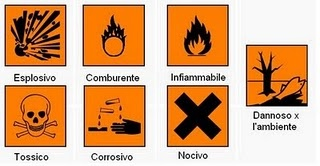 Esplosivo Comburente Infiammabile
Dannoso x
l'ambiente
Tossico Corrosivo Nocivo